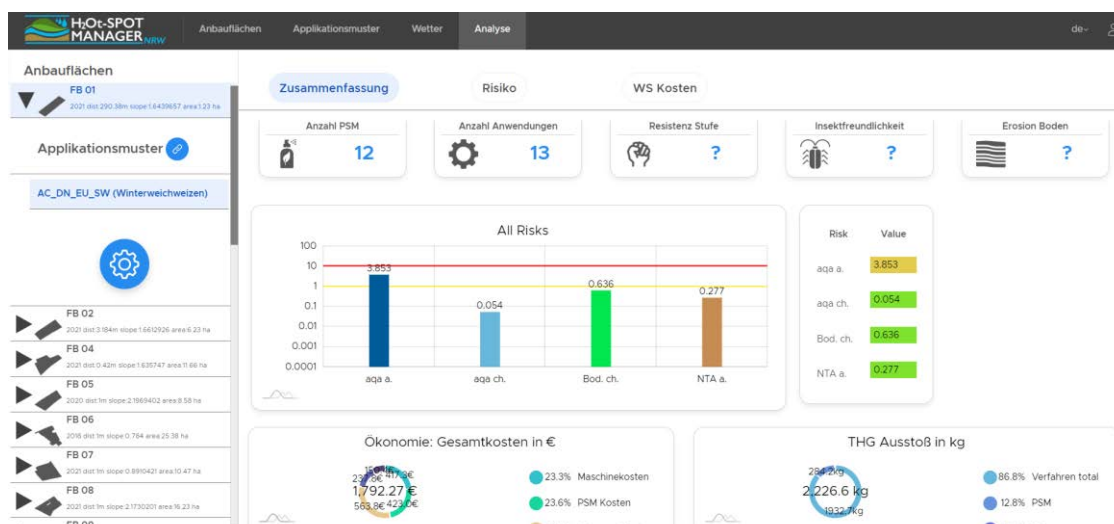 H₂Ot-SPOT
MANAGER NRW
Anbauflächen Applikationsmuster Wetter Analyse de
Anbauflächen
FB 01
2021 dist:290.38m slope:1.6439657 area:1.23 ha
Applikationsmuster
AC_DN_EU_SW (Winterweichweizen)
FB 02
2021 dist:3.184m slope:1.6612926 area:6.23 ha
FB 04
2021 dist:0.42m slope:1.635747 area:11.66 ha
FB 05
2020 dist:1m slope:2.1969402 area:8.58 ha
FB 06
2016 dist:1m slope:0.784 area:25.38 ha
FB 07
2021 dist:1m slope:0.8910421 area:10.47 ha
FB 08
2021 dist:1m slope:2.1730201 area:16.23 ha
Zusammenfassung Risiko WS Kosten
Anzahl PSM
12
Anzahl Anwendungen
13
Resistenz Stufe
?
Insektfreundlichkeit
?
Erosion Boden
?
All Risks
100
10
1
0.1
0.01
0.001
0.0001
3.853
0.054
0.636
0.277
aqa a. aqa ch. Bod. ch. NTA a.
Risk Value
aqa a. 3.853
aqa ch. 0.054
Bod. ch. 0.636
NTA a. 0.277
Ökonomie: Gesamtkosten in €
417.3€
1,792.27 €
563.8€ 423.0€
23.3% Maschinekosten
23.6% PSM Kosten
THG Ausstoß in kg
284.2kg
2,226.6 kg
1932.7kg
86.8% Verfahren total
12.8% PSM